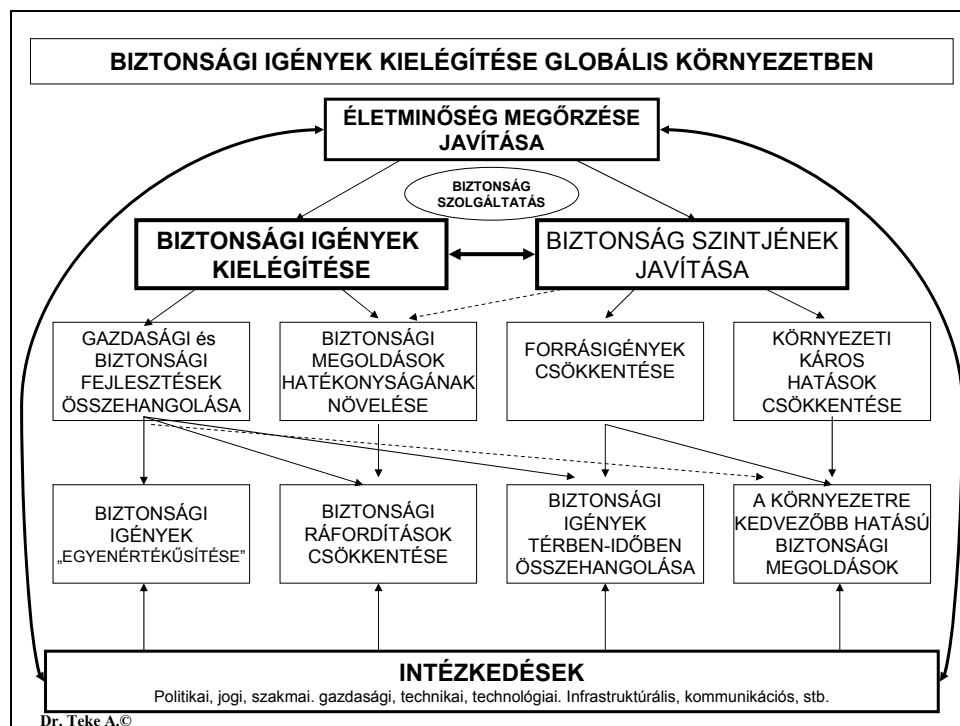 BIZTONSÁGI IGÉNYEK KIELÉGÍTÉSE GLOBÁLIS KÖRNYEZETBEN
ÉLETMINŐSÉG MEGŐRZÉSE
JAVÍTÁSA
BIZTONSÁG
SZOLGÁLTATÁS
BIZTONSÁGI IGÉNYEK
KIELÉGÍTÉSE
BIZTONSÁG SZINTJÉNEK
JAVÍTÁSA
GAZDASÁGI és
BIZTONSÁGI
FEJLESZTÉSEK
ÖSSZEHANGOLÁSA
BIZTONSÁGI
MEGOLDÁSOK
HATÉKONYSÁGÁNAK
NÖVELÉSE
FORRÁSIGÉNYEK
CSÖKKENTÉSE
KÖRNYEZETI
KÁROS
HATÁSOK
CSÖKKENTÉSE
BIZTONSÁGI
IGÉNYEK
„EGYENÉRTÉKŰSÍTÉSE”
BIZTONSÁGI
RÁFORDÍTÁSOK
CSÖKKENTÉSE
BIZTONSÁGI
IGÉNYEK
TÉRBEN-IDŐBEN
ÖSSZEHANGOLÁSA
A KÖRNYEZETRE
KEDVEZŐBB HATÁSÚ
BIZTONSÁGI
MEGOLDÁSOK
INTÉZKEDÉSEK
Politikai, jogi, szakmai. gazdasági, technikai, technológiai. Infrastruktúrális, kommunikációs, stb.
Dr. Teke A.©